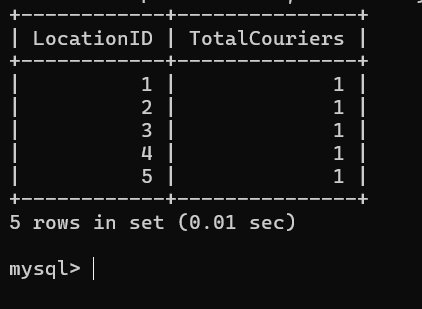 +------------+---------------+
| LocationID | TotalCouriers |
+------------+---------------+
|          1 |             1 |
|          2 |             1 |
|          3 |             1 |
|          4 |             1 |
|          5 |             1 |
+------------+---------------+
5 rows in set (0.01 sec)
mysql>